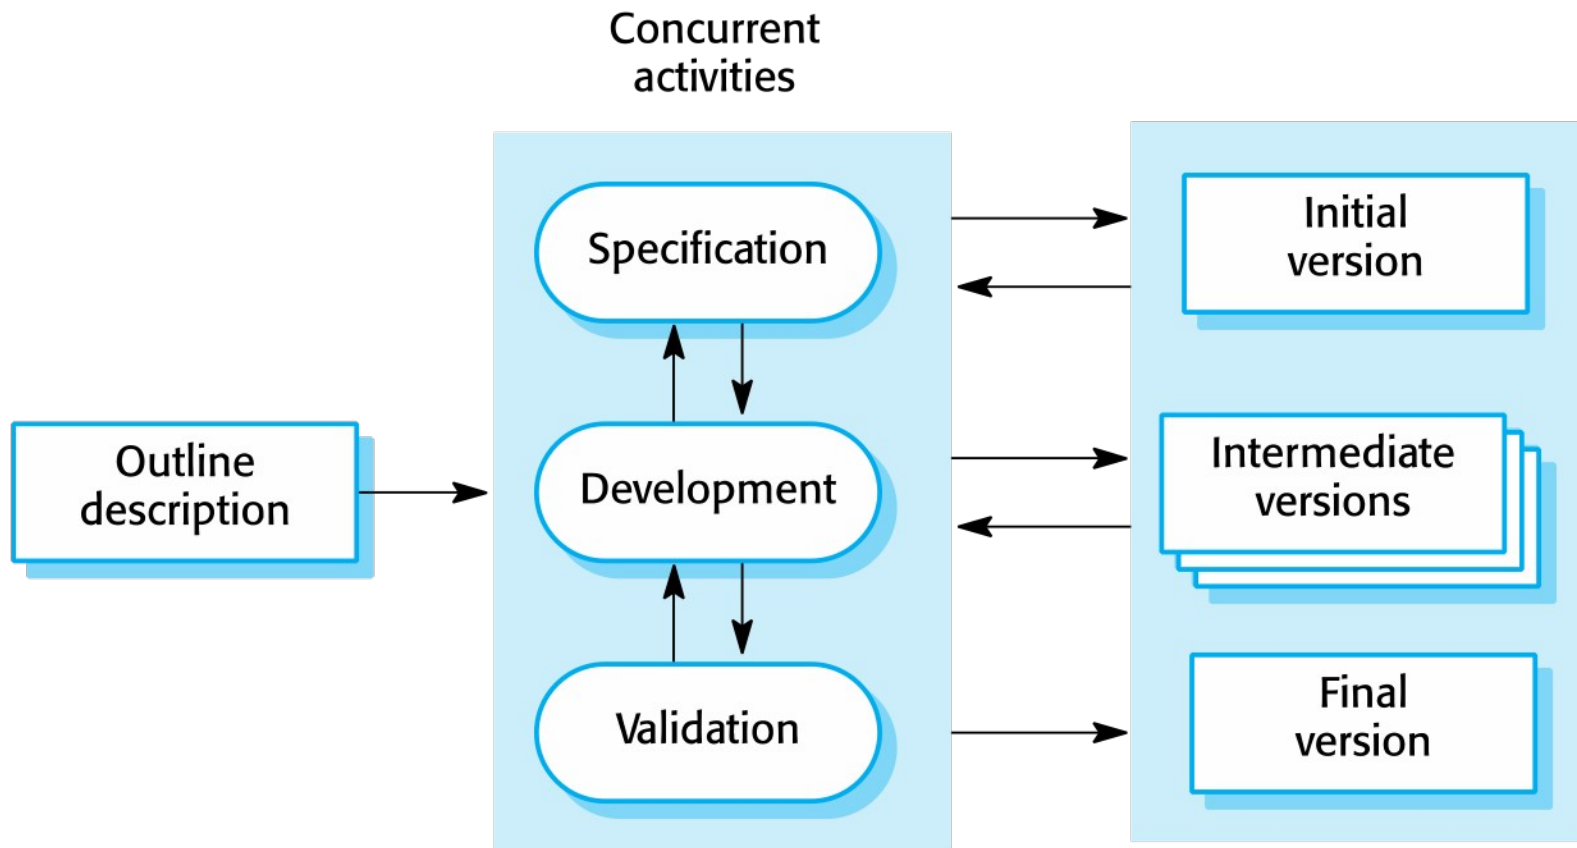 Concurrent
activities
Outline
description
Specification
Development
Validation
Initial
version
Intermediate
versions
Final
version